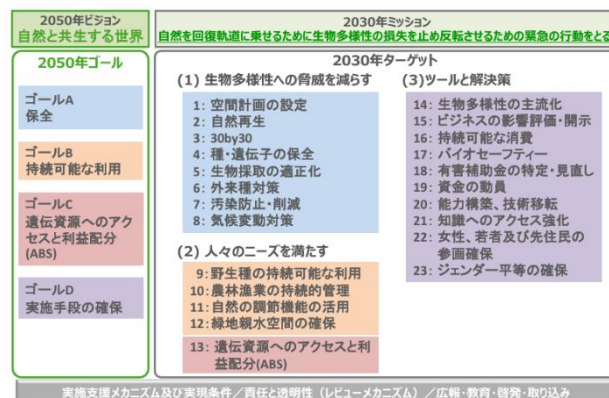 2050年ビジョン
自然と共生する世界
2050年ゴール
ゴールA
保全
ゴールB
持続可能な利用
ゴールC
遺伝資源へのアクセスと利益配分
(ABS)
ゴールD
実施手段の確保
2030年ミッション
自然を回復軌道に乗せるために生物多様性の損失を止め反転させるための緊急の行動をとる
2030年ターゲット
(1) 生物多様性への脅威を減らす
1: 空間計画の設定
2: 自然再生
3: 30by30
4: 種・遺伝子の保全
5: 生物採取の適正化
6: 外来種対策
7: 汚染防止・削減
8: 気候変動対策
(2) 人々のニーズを満たす
9: 野生種の持続可能な利用
10: 農林漁業の持続的管理
11: 自然の調節機能の活用
12: 緑地親水空間の確保
13: 遺伝資源へのアクセスと利
益配分(ABS)
(3)ツールと解決策
14: 生物多様性の主流化
15: ビジネスの影響評価・開示
16: 持続可能な消費
17: バイオセーフティー
18: 有害補助金の特定・見直し
19: 資金の動員
20: 能力構築、技術移転
21: 知識へのアクセス強化
22: 女性、若者及び先住民の
参画確保
23: ジェンダー平等の確保
実施支援メカニズム及び実現条件／責任と透明性（レビューメカニズム）／広報・教育・啓発・取り込み